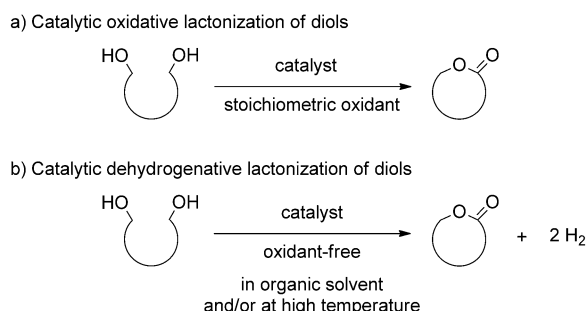 a) Catalytic oxidative lactonization of diols
HO OH
catalyst
stoichiometric oxidant
O O
b) Catalytic dehydrogenative lactonization of diols
HO OH
catalyst
oxidant-free
in organic solvent
and/or at high temperature
O O
+ 2 H₂